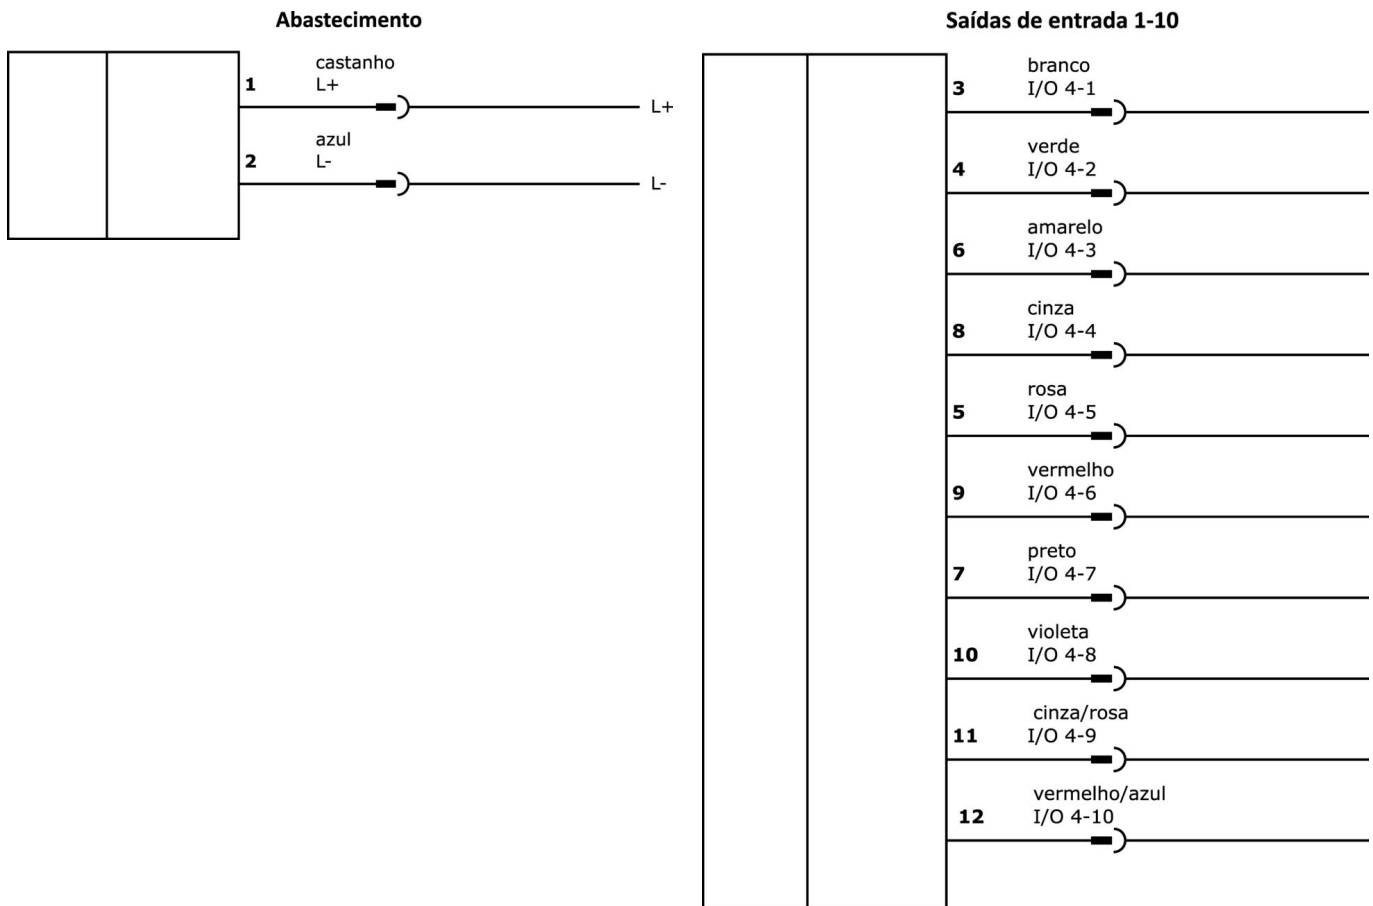 Abastecimento
castanho
1 L+
L+
azul
2 L-
L-
Saídas de entrada 1-10
branco
3 I/O 4-1
verde
4 I/O 4-2
amarelo
6 I/O 4-3
cinza
8 I/O 4-4
rosa
5 I/O 4-5
vermelho
9 I/O 4-6
preto
7 I/O 4-7
violeta
10 I/O 4-8
cinza/rosa
11 I/O 4-9
vermelho/azul
12 I/O 4-10